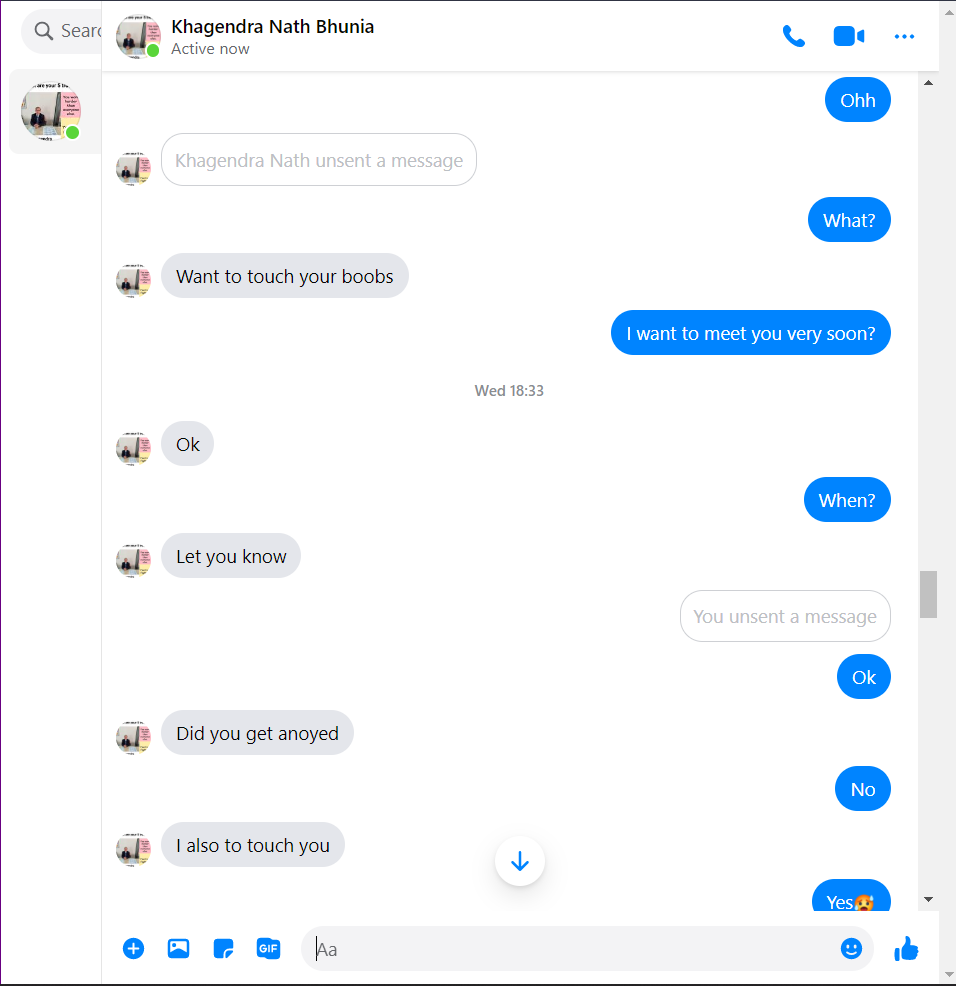 Searc
Khagendra Nath Bhunia
Active now
Ohh
Khagendra Nath unsent a message
What?
Want to touch your boobs
I want to meet you very soon?
Wed 18:33
Ok
When?
Let you know
You unsent a message
Ok
Did you get anoyed
No
I also to touch you
Yes🥵
GIF
Aa